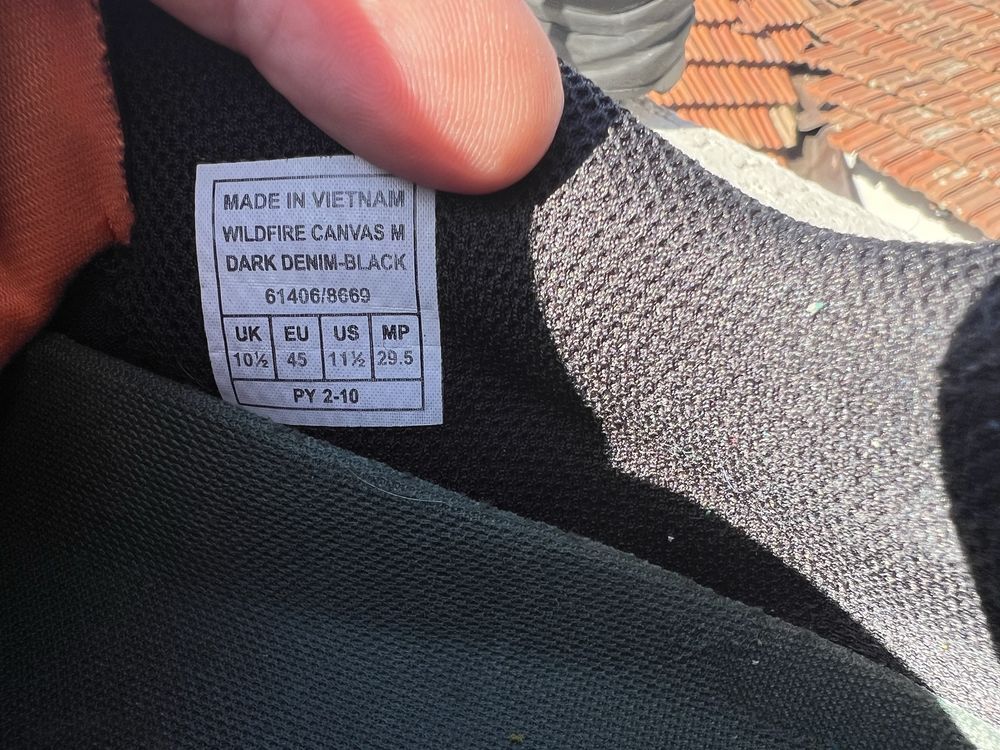 MADE IN VIETNAM
WILDFIRE CANVAS M
DARK DENIM-BLACK
61406/8669
UK EU US MP
10½ 45 11½ 29.5
PY 2-10